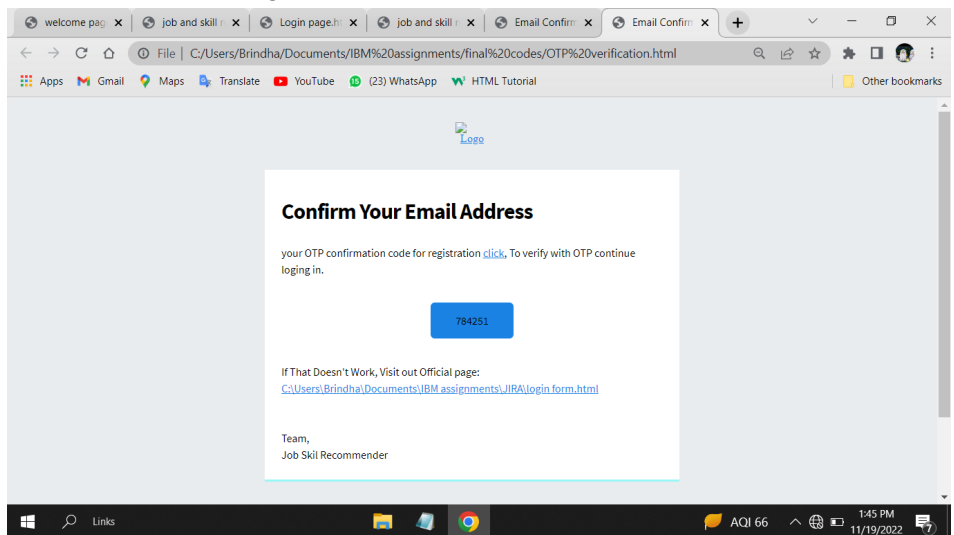 welcome pag
job and skill r
Login page.ht
job and skill r
Email Confirm
Email Confirm
File | C:/Users/Brindha/Documents/IBM%20assignments/final%20codes/OTP%20verification.html
Apps Gmail Maps Translate YouTube (23) WhatsApp HTML Tutorial Other bookmarks
Logo
Confirm Your Email Address
your OTP confirmation code for registration click, To verify with OTP continue
loging in.
784251
If That Doesn't Work, Visit out Official page:
C:\Users\Brindha\Documents\IBM assignments\JIRA\login form.html
Team,
Job Skil Recommender
Links
AQI 66
1:45 PM
11/19/2022
7